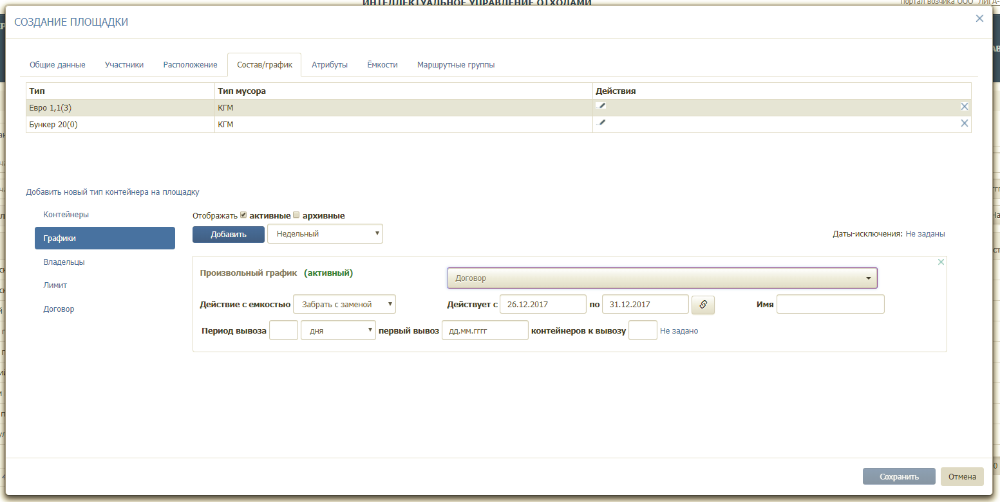 ИНТЕЛЛЕКТУАЛЬНОЕ УПРАВЛЕНИЕ ОТХОДАМИ
портал возчика ООО "ЛИГА-
СОЗДАНИЕ ПЛОЩАДКИ
Общие данные Участники Расположение Состав/график Атрибуты Ёмкости Маршрутные группы
Тип Тип мусора Действия
Евро 1,1(3) КГМ
Бункер 20(0) КГМ
Добавить новый тип контейнера на площадку
Контейнеры
Графики
Владельцы
Лимит
Договор
Отображать активные архивные
Добавить Недельный Даты-исключения: Не заданы
Произвольный график (активный) Договор
Действие с емкостью Забрать с заменой Действует с 26.12.2017 по 31.12.2017 Имя
Период вывоза дня первый вывоз дд.мм.гггг контейнеров к вывозу Не задано
Сохранить Отмена